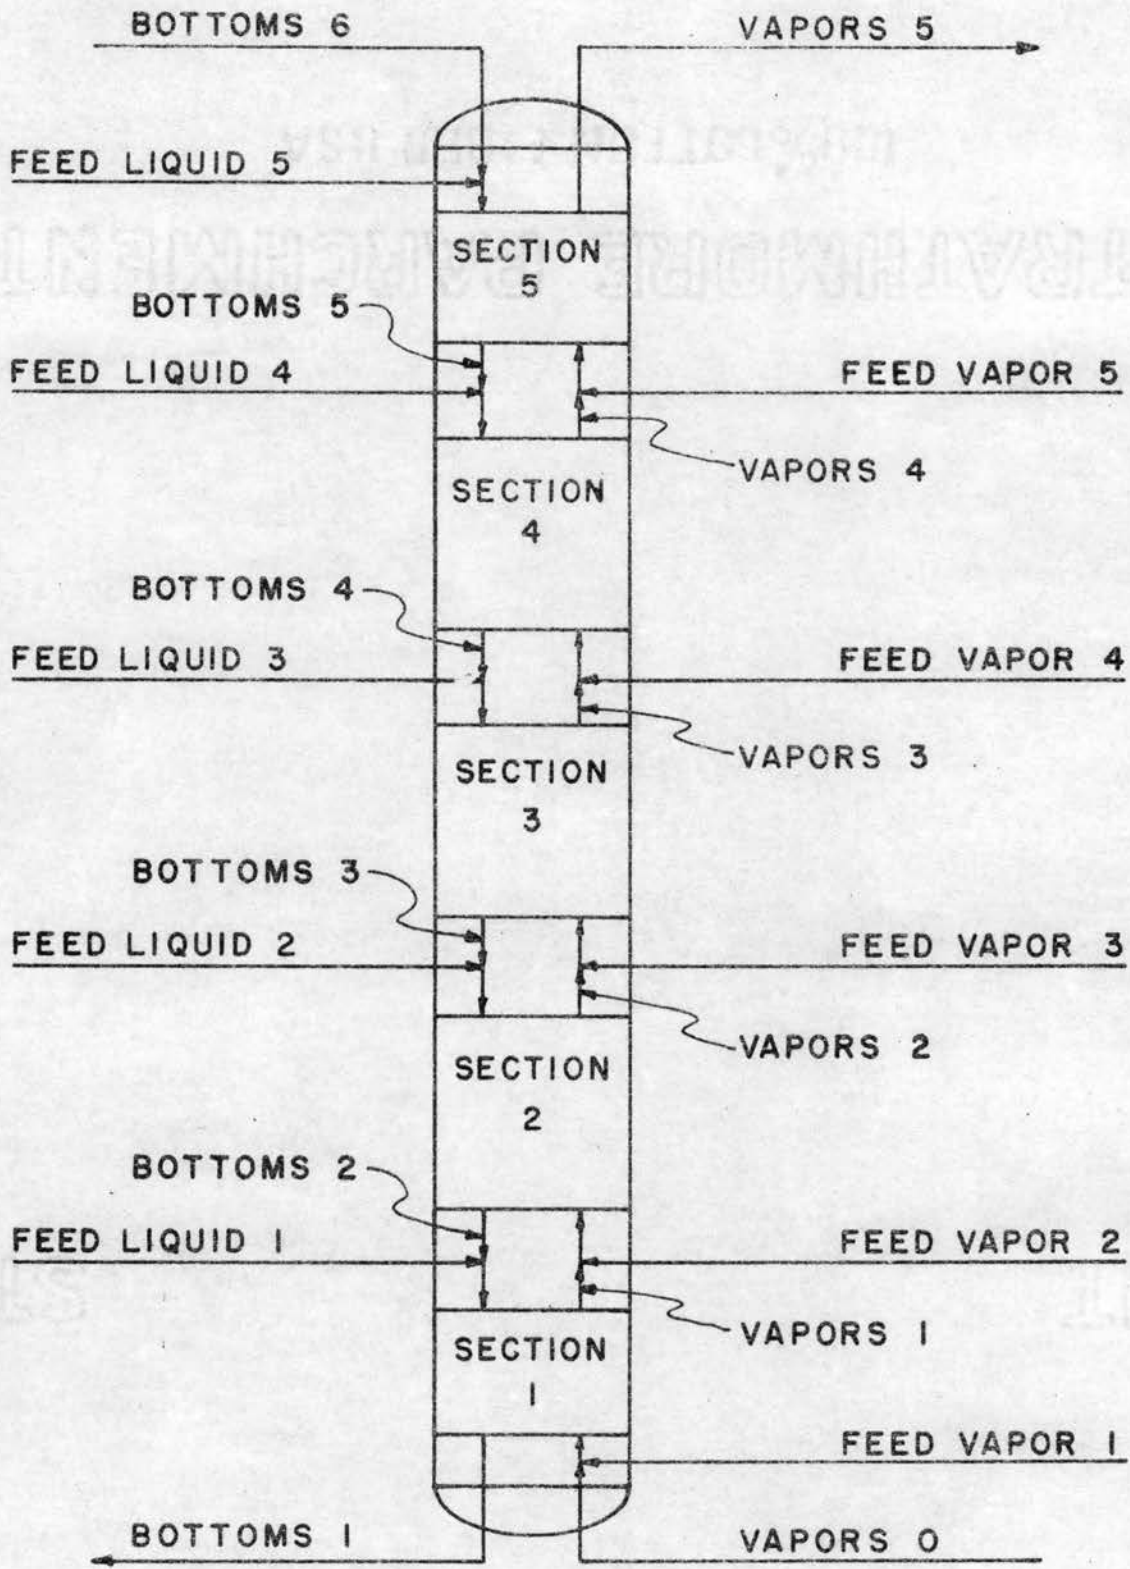 BOTTOMS 6
VAPORS 5
FEED LIQUID 5
SECTION
5
BOTTOMS 5
FEED LIQUID 4
FEED VAPOR 5
VAPORS 4
SECTION
4
BOTTOMS 4
FEED LIQUID 3
FEED VAPOR 4
VAPORS 3
SECTION
3
BOTTOMS 3
FEED LIQUID 2
FEED VAPOR 3
VAPORS 2
SECTION
2
BOTTOMS 2
FEED LIQUID 1
FEED VAPOR 2
VAPORS 1
SECTION
1
FEED VAPOR 1
BOTTOMS 1
VAPORS 0